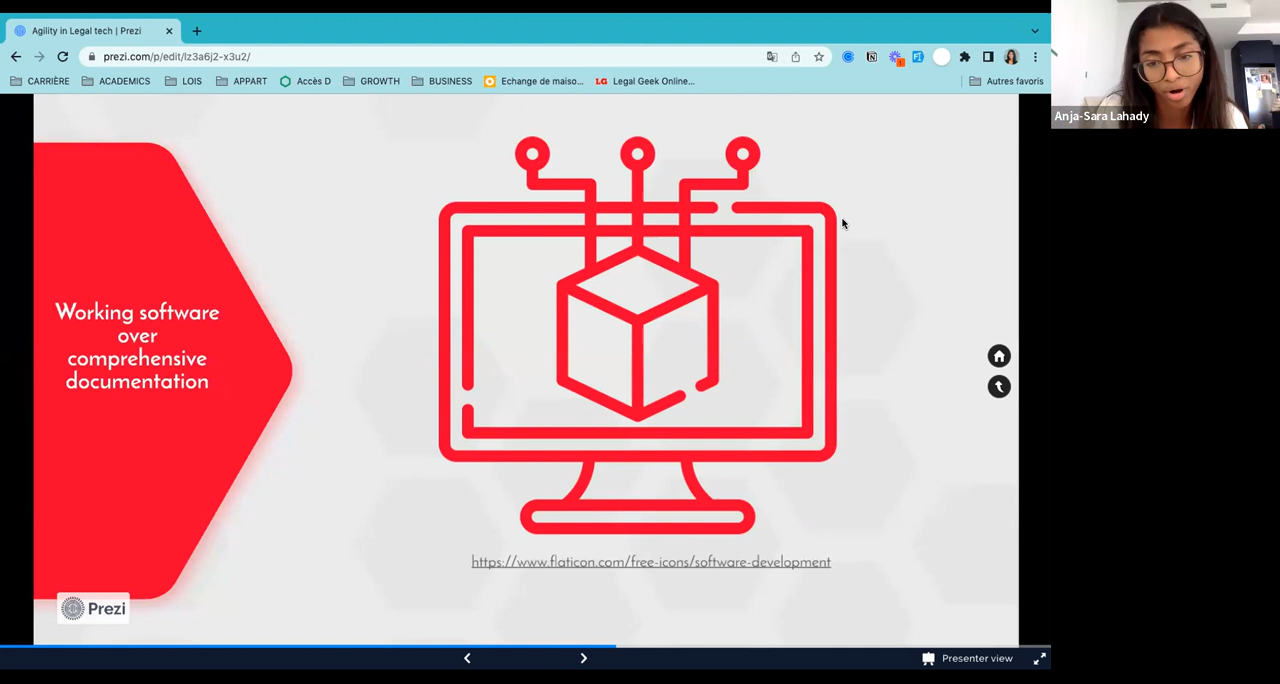 Agility in Legal tech | Prezi
prezi.com/p/edit/lz3a6j2-x3u2/
CARRIÈRE
ACADEMICS
LOIS
APPART
Accès D
GROWTH
BUSINESS
Echange de maiso...
LG
Legal Geek Online...
Autres favoris
Anja-Sara Lahady
Working software
over
comprehensive
documentation
https://www.flaticon.com/free-icons/software-development
Prezi
Presenter view